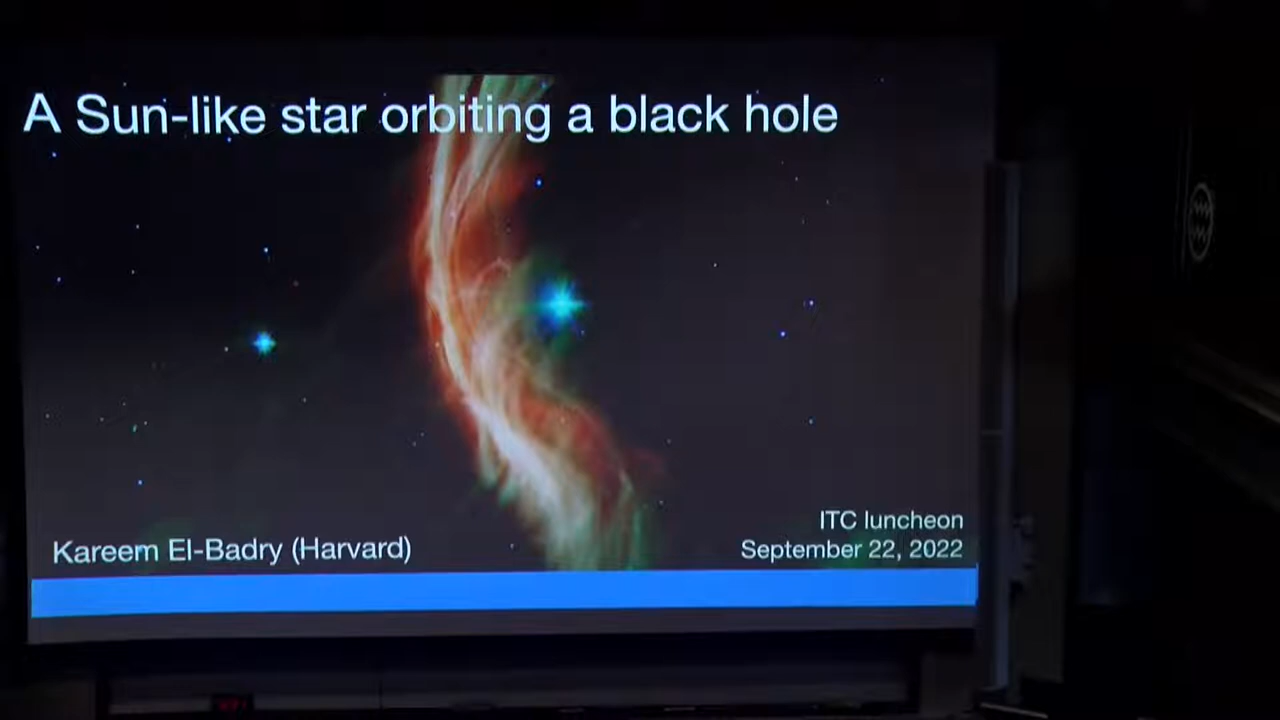 A Sun-like star orbiting a black hole
Kareem El-Badry (Harvard)
ITC luncheon
September 22, 2022